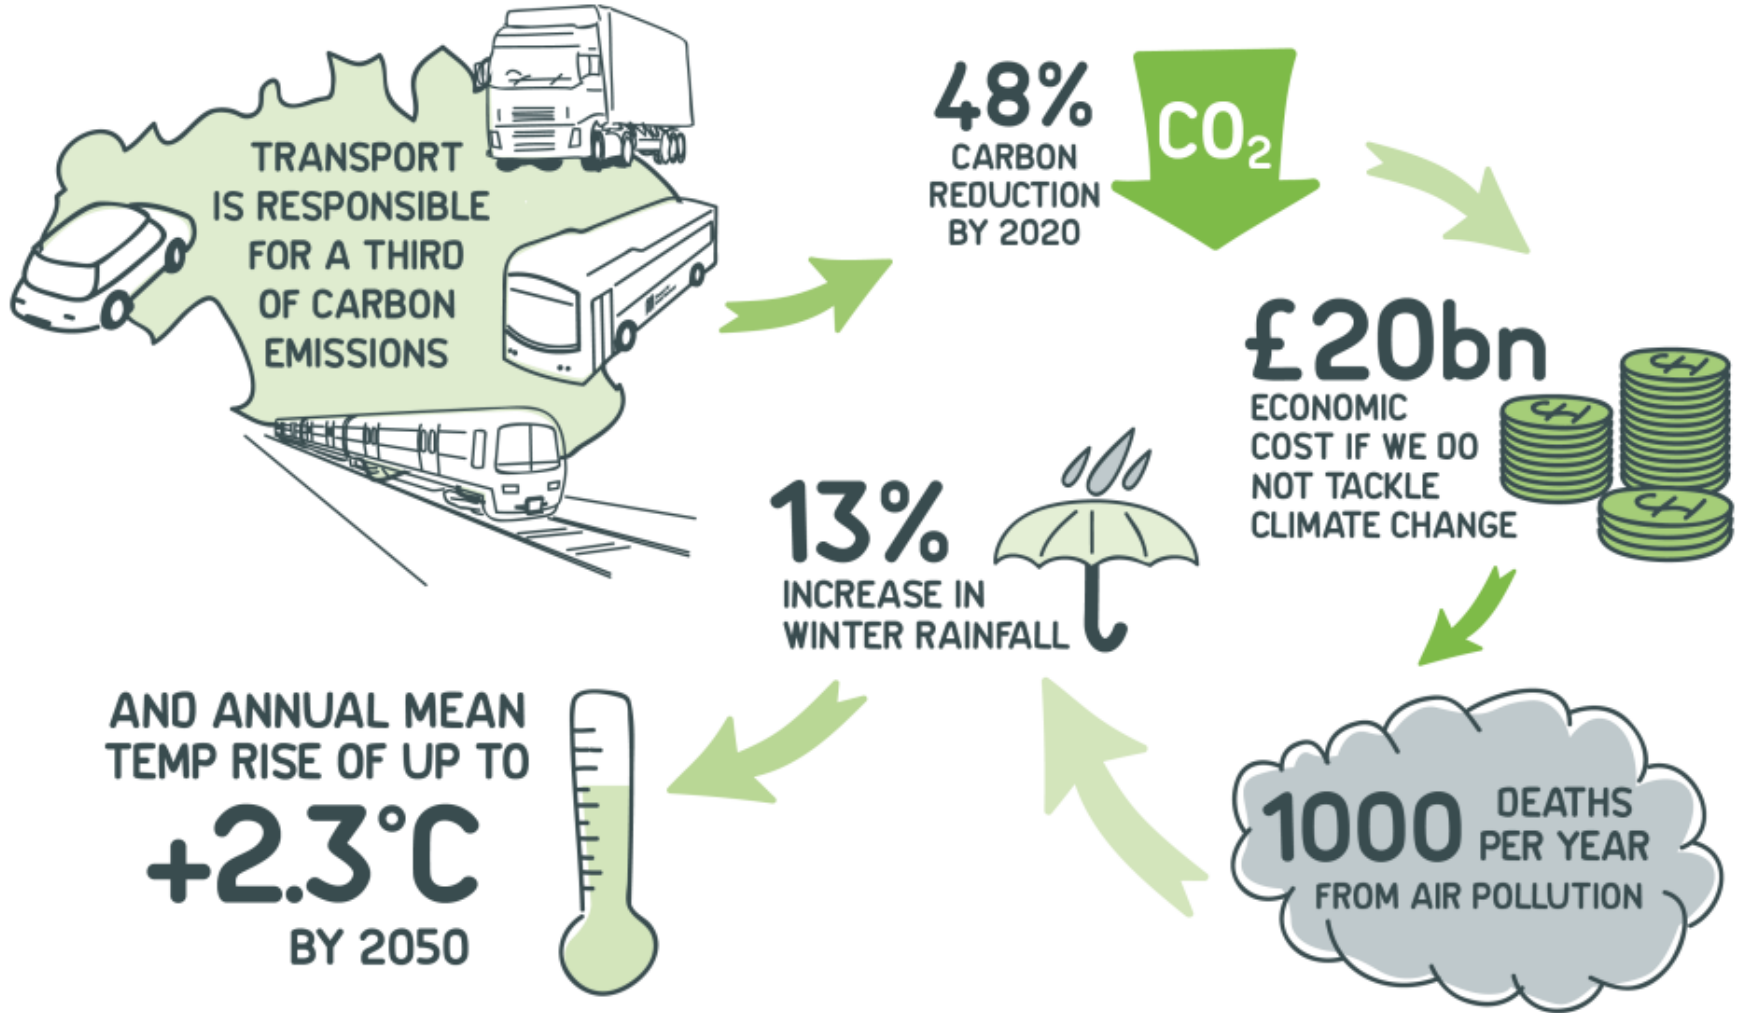 TRANSPORT
IS RESPONSIBLE
FOR A THIRD
OF CARBON
EMISSIONS
48%
CARBON
REDUCTION
BY 2020
CO₂
£20bn
ECONOMIC
COST IF WE DO
NOT TACKLE
CLIMATE CHANGE
1000 DEATHS
PER YEAR
FROM AIR POLLUTION
13%
INCREASE IN
WINTER RAINFALL
AND ANNUAL MEAN
TEMP RISE OF UP TO
+2.3°C
BY 2050